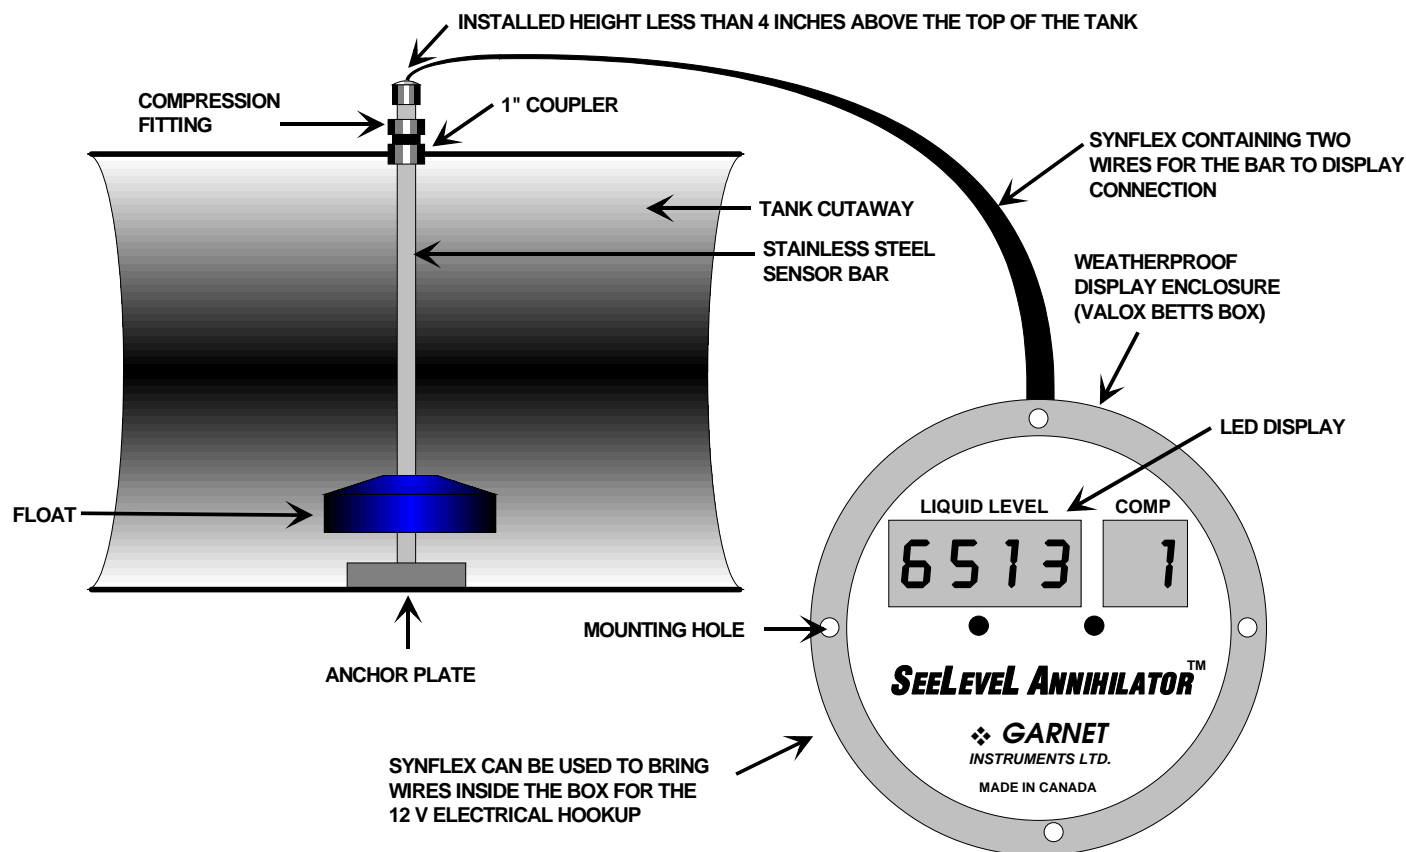 INSTALLED HEIGHT LESS THAN 4 INCHES ABOVE THE TOP OF THE TANK
COMPRESSION
FITTING
1" COUPLER
SYNFLEX CONTAINING TWO
WIRES FOR THE BAR TO DISPLAY
CONNECTION
TANK CUTAWAY
STAINLESS STEEL
SENSOR BAR
WEATHERPROOF
DISPLAY ENCLOSURE
(VALOX BETTS BOX)
LED DISPLAY
FLOAT
LIQUID LEVEL COMP
6513 1
MOUNTING HOLE
ANCHOR PLATE
SEELEVEL ANNIHILATOR™
GARNET
INSTRUMENTS LTD.
MADE IN CANADA
SYNFLEX CAN BE USED TO BRING
WIRES INSIDE THE BOX FOR THE
12 V ELECTRICAL HOOKUP